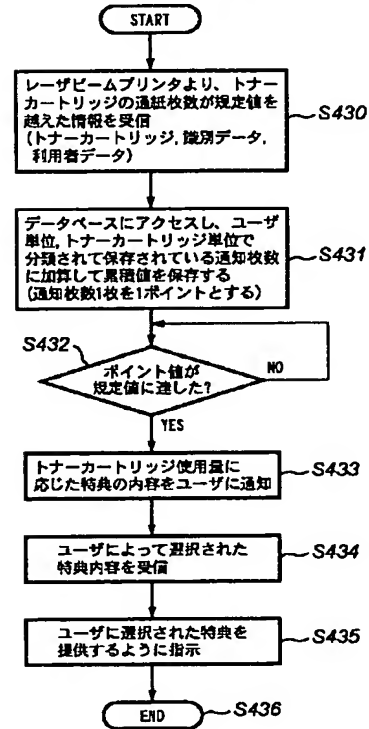 START
レーザビームプリンタより、トナー
カートリッジの通紙枚数が規定値を
越えた情報を受信
(トナーカートリッジ,識別データ,
利用者データ)
S430
データベースにアクセスし、ユーザ
単位,トナーカートリッジ単位で
分類されて保存されている通知枚数
に加算して累積値を保存する
(通知枚数1枚を1ポイントとする)
S431
S432
ポイント値が
規定値に達した?
NO
YES
トナーカートリッジ使用量に
応じた特典の内容をユーザに通知
S433
ユーザによって選択された
特典内容を受信
S434
ユーザに選択された特典を
提供するように指示
S435
END
S436